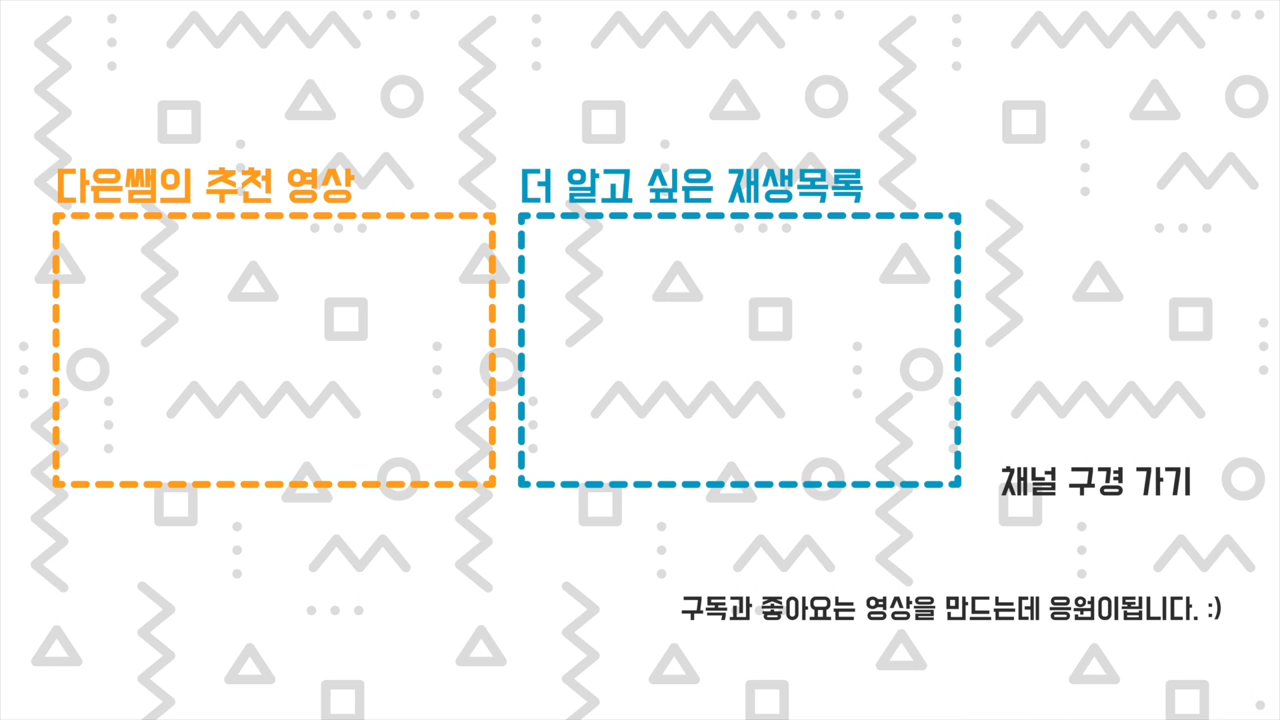 다은쌤의 추천 영상
더 알고 싶은 재생목록
채널 구경 가기
구독과 좋아요는 영상을 만드는데 응원이됩니다. :)